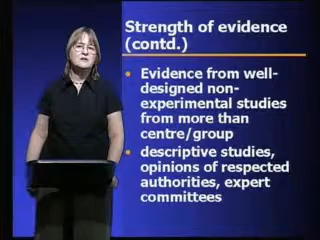 Strength of evidence
(contd.)
• Evidence from well-
designed non-
experimental studies
from more than
centre/group
• descriptive studies,
opinions of respected
authorities, expert
committees